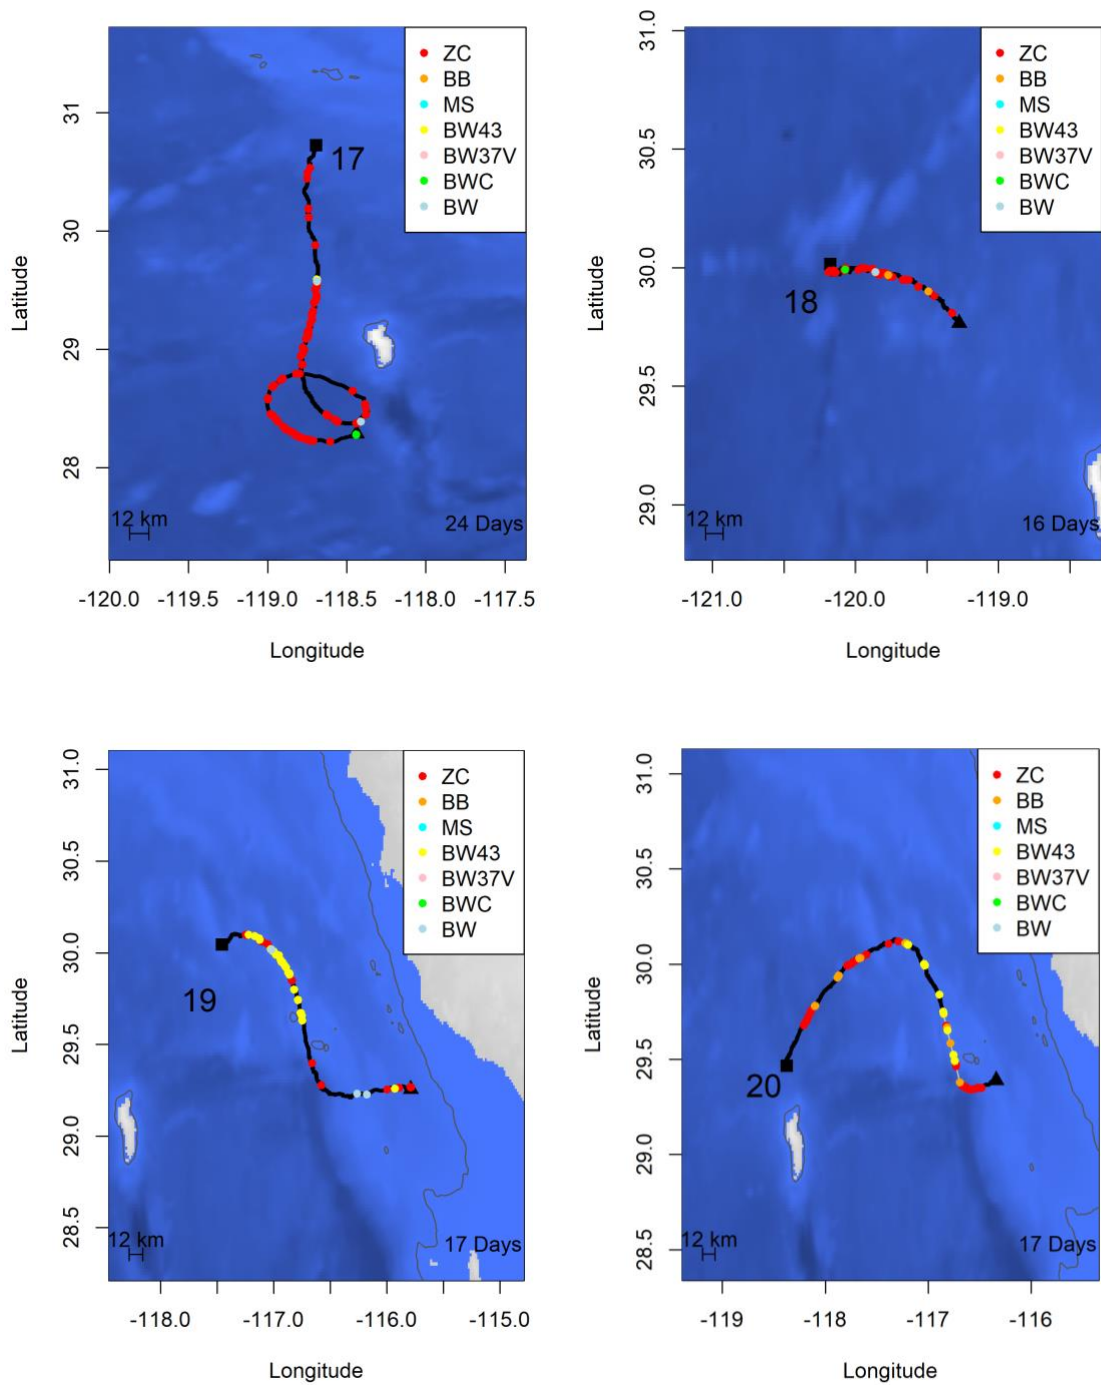 31
30
29
28
Latitude
ZC
BB
MS
BW43
BW37V
BWC
BW
17
12 km
24 Days
-120.0 -119.5 -119.0 -118.5 -118.0 -117.5
Longitude
31.0
30.5
30.0
29.5
29.0
Latitude
ZC
BB
MS
BW43
BW37V
BWC
BW
18
12 km
16 Days
-121.0 -120.0 -119.0
Longitude
31.0
30.5
30.0
29.5
29.0
28.5
Latitude
ZC
BB
MS
BW43
BW37V
BWC
BW
19
12 km
17 Days
-118.0 -117.0 -116.0 -115.0
Longitude
31.0
30.5
30.0
29.5
29.0
28.5
Latitude
ZC
BB
MS
BW43
BW37V
BWC
BW
20
12 km
17 Days
-119 -118 -117 -116
Longitude